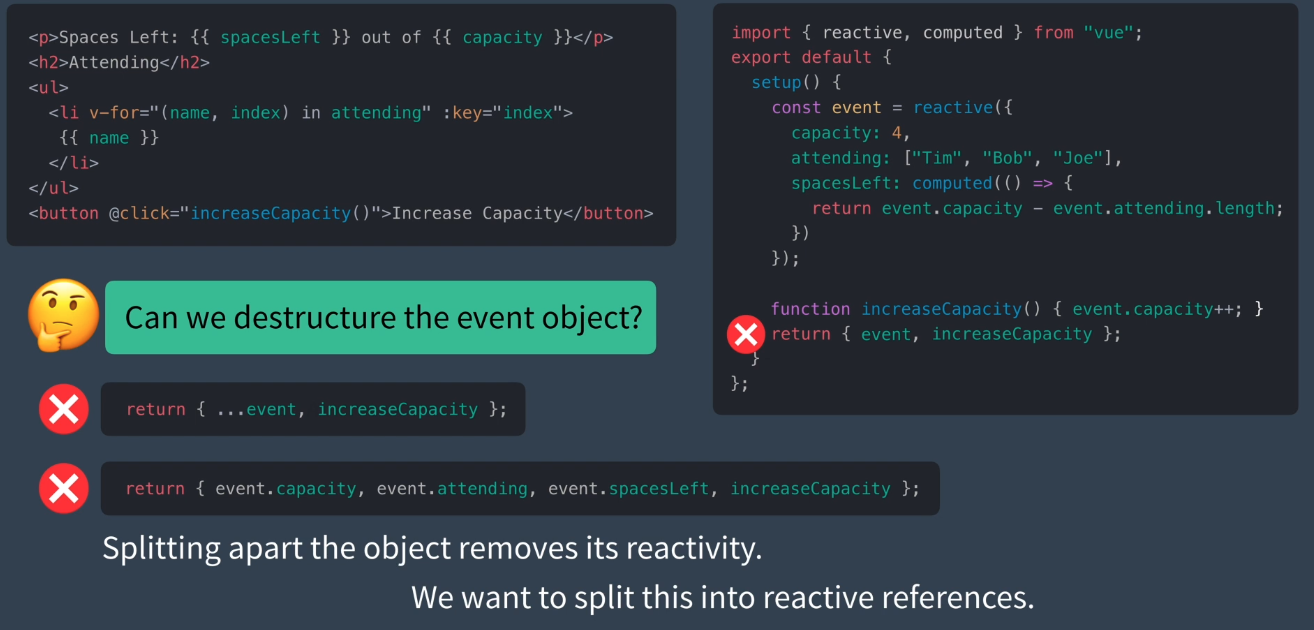 <p>Spaces Left: {{ spacesLeft }} out of {{ capacity }}</p>
<h2>Attending</h2>
<ul>
  <li v-for="(name, index) in attending" :key="index">
   {{ name }}
  </li>
</ul>
<button @click="increaseCapacity()">Increase Capacity</button>
import { reactive, computed } from "vue";
export default {
  setup() {
    const event = reactive({
      capacity: 4,
      attending: ["Tim", "Bob", "Joe"],
      spacesLeft: computed(() => {
        return event.capacity - event.attending.length;
      })
    });
    function increaseCapacity() { event.capacity++; }
    return { event, increaseCapacity };
  }
};
Can we destructure the event object?
return { ...event, increaseCapacity };
return { event.capacity, event.attending, event.spacesLeft, increaseCapacity };
Splitting apart the object removes its reactivity.
We want to split this into reactive references.